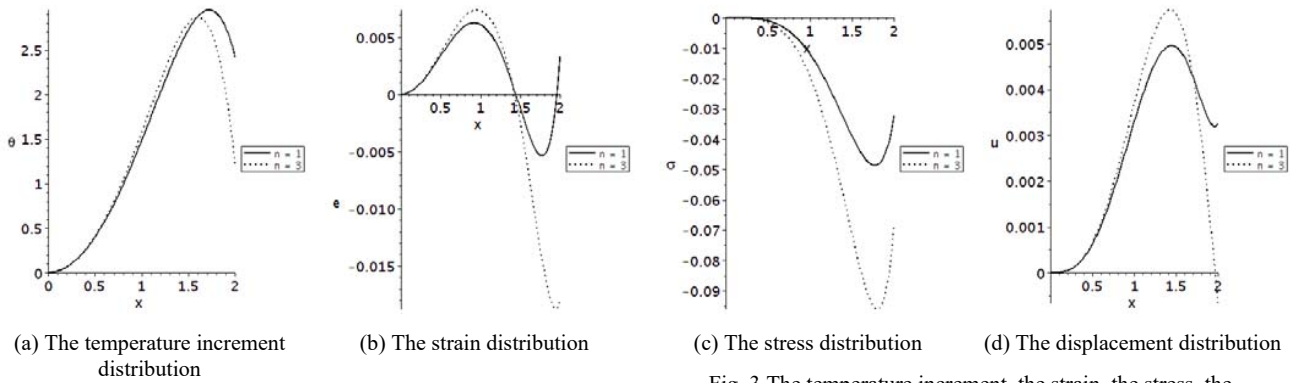 θ
2.5
2
1.5
1
0.5
0
0
0.5
1
1.5
2
x
n = 1
n = 3
0.005
0
-0.005
-0.010
-0.015
e
0.5
1
1.5
2
x
n = 1
n = 3
0
-0.01
-0.02
-0.03
-0.04
-0.05
-0.06
-0.07
-0.08
-0.09
σ
0.5
1
1.5
2
x
n = 1
n = 3
0.005
0.004
0.003
0.002
0.001
0
u
0.5
1
1.5
2
x
n = 1
n = 3
(a) The temperature increment
distribution
(b) The strain distribution
(c) The stress distribution
(d) The displacement distribution
Fig. 3 The temperature increment, the strain, the stress, the